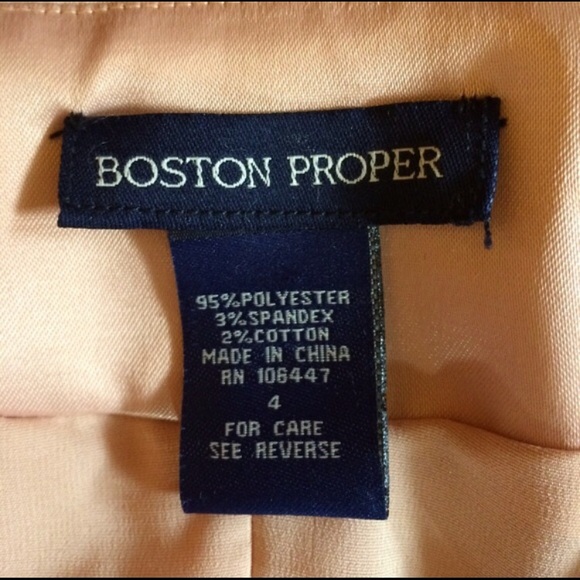 BOSTON PROPER
95%POLYESTER
3%SPANDEX
2%COTTON
MADE IN CHINA
RN 106447
4
FOR CARE
SEE REVERSE